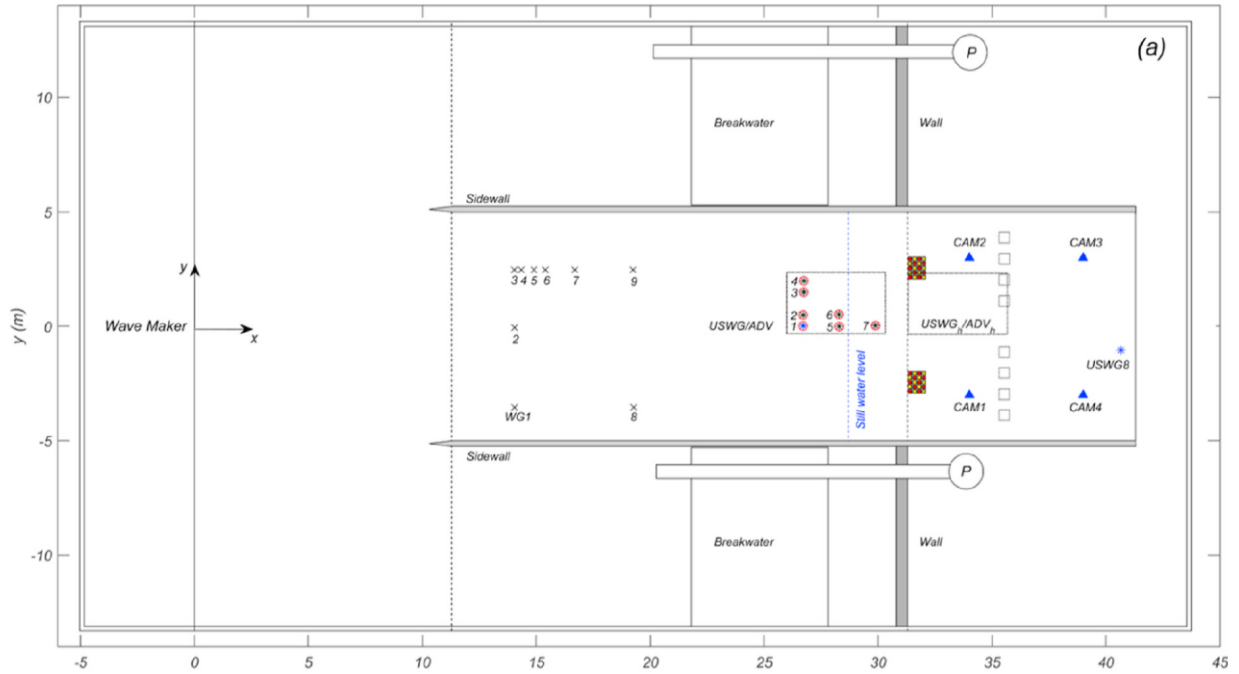 (a)
P
10
Breakwater
Wall
Sidewall
5
CAM2
CAM3
y
3 4 5 6 7 9
4
3
2 6
1 5 7
Wave Maker
x
USWG/ADV
USWGh/ADVh
0
y (m)
2
USWG8
Still water level
WG1
8
CAM1
CAM4
-5
Sidewall
P
Breakwater
Wall
-10
-5 0 5 10 15 20 25 30 35 40 45